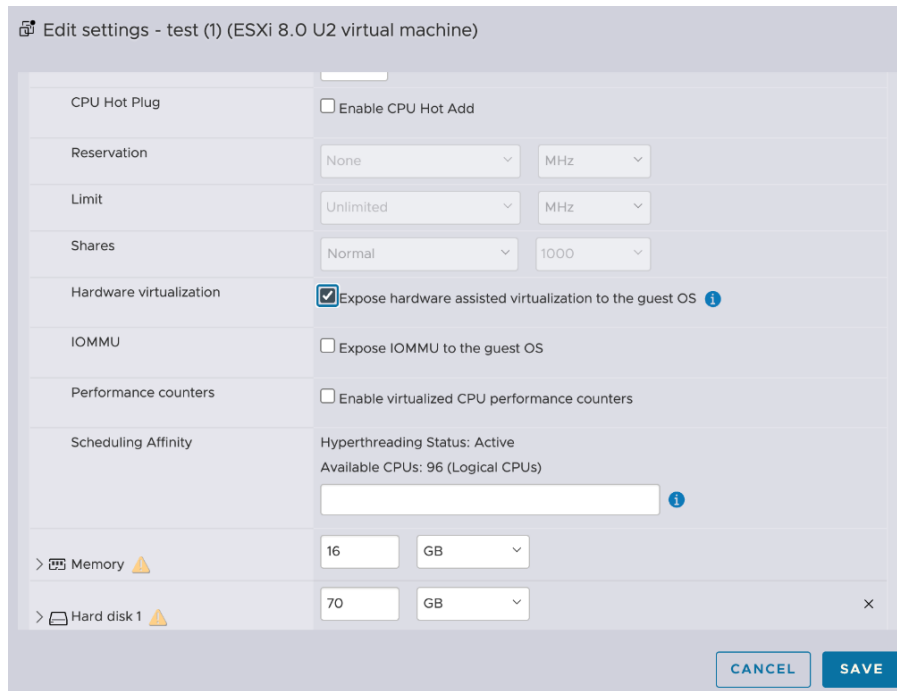 Edit settings - test (1) (ESXi 8.0 U2 virtual machine)
CPU Hot Plug
Enable CPU Hot Add
Reservation
None
MHz
Limit
Unlimited
MHz
Shares
Normal
1000
Hardware virtualization
Expose hardware assisted virtualization to the guest OS
IOMMU
Expose IOMMU to the guest OS
Performance counters
Enable virtualized CPU performance counters
Scheduling Affinity
Hyperthreading Status: Active
Available CPUs: 96 (Logical CPUs)
Memory
16
GB
Hard disk 1
70
GB
CANCEL
SAVE